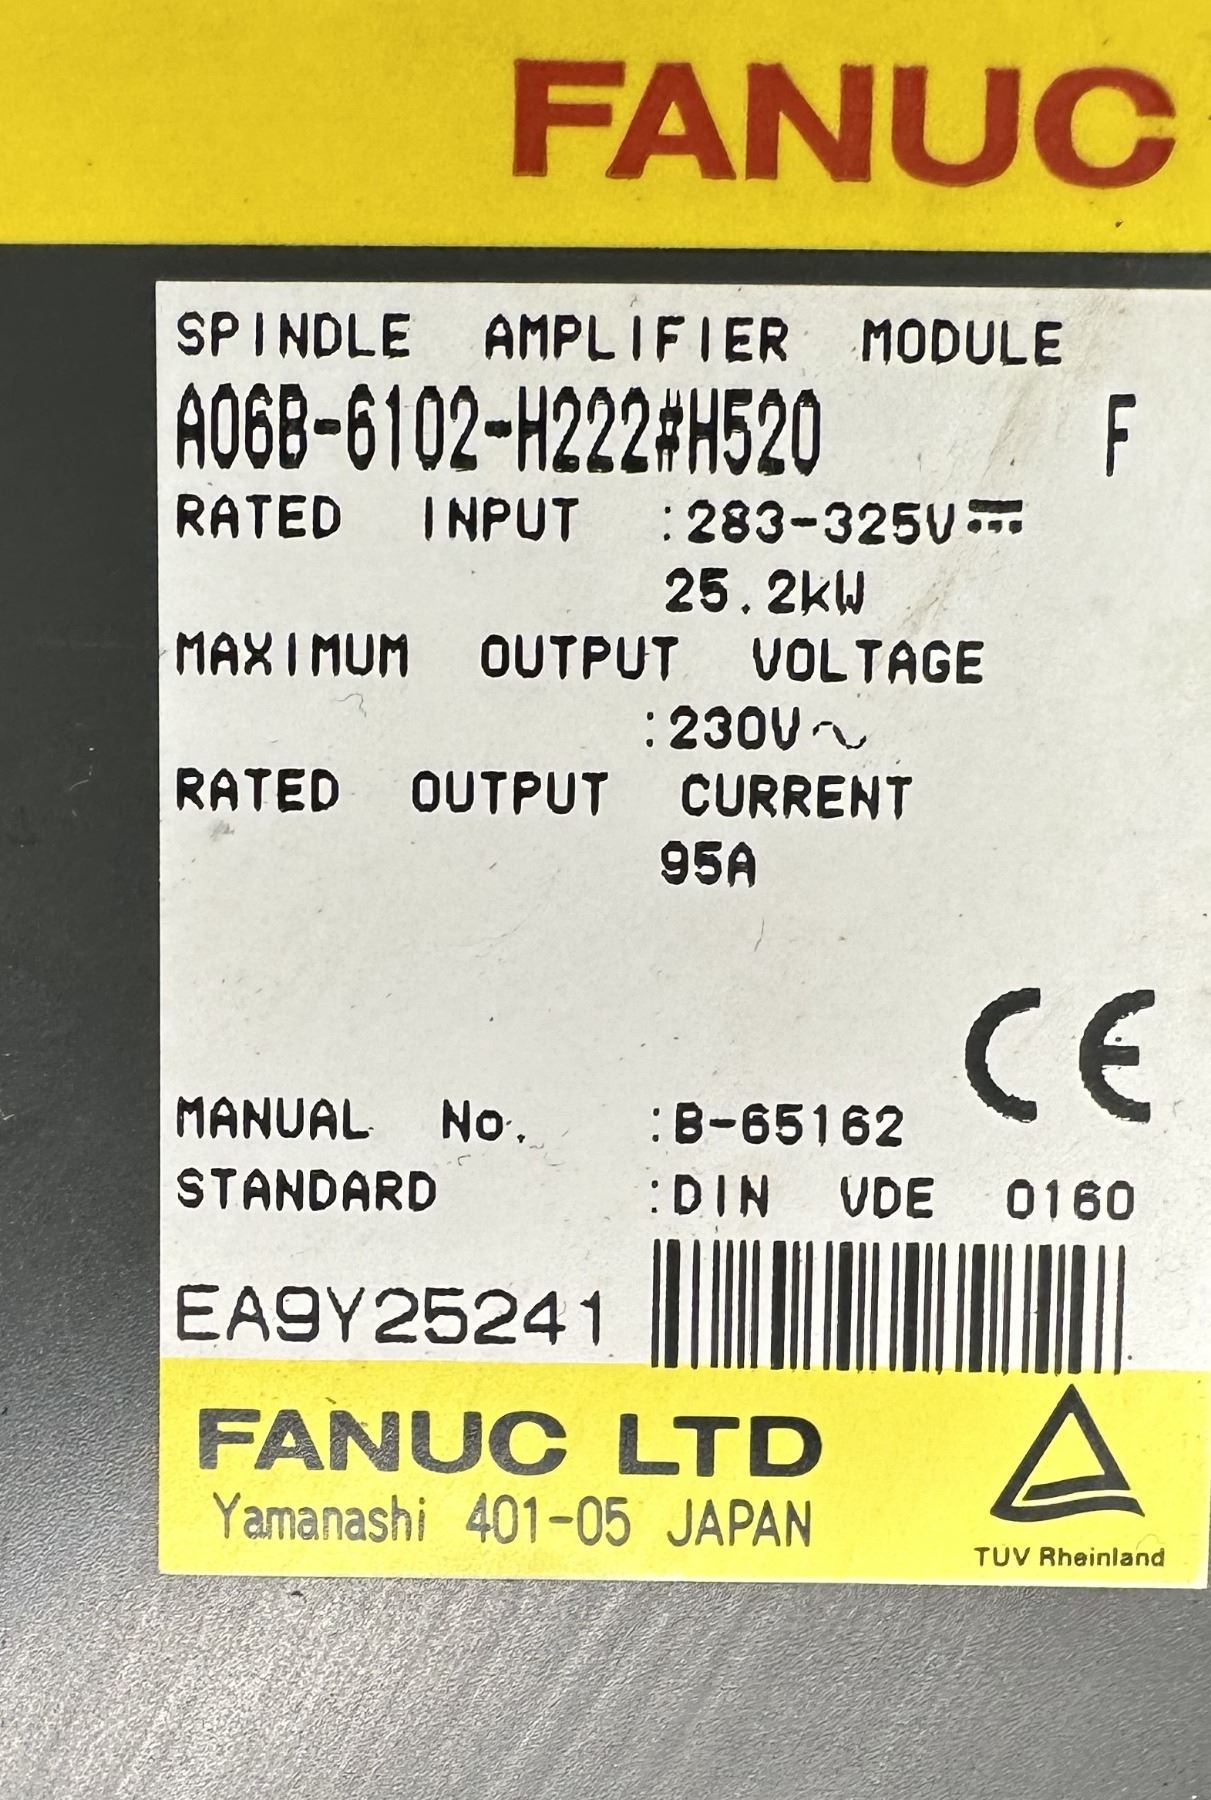 FANUC
SPINDLE AMPLIFIER MODULE
A06B-6102-H222#H520 F
RATED INPUT :283-325V⎓
25.2kW
MAXIMUM OUTPUT VOLTAGE
:230V∿
RATED OUTPUT CURRENT
95A
CE
MANUAL No. :B-65162
STANDARD :DIN VDE 0160
EA9Y25241
FANUC LTD
Yamanashi 401-05 JAPAN
TUV Rheinland